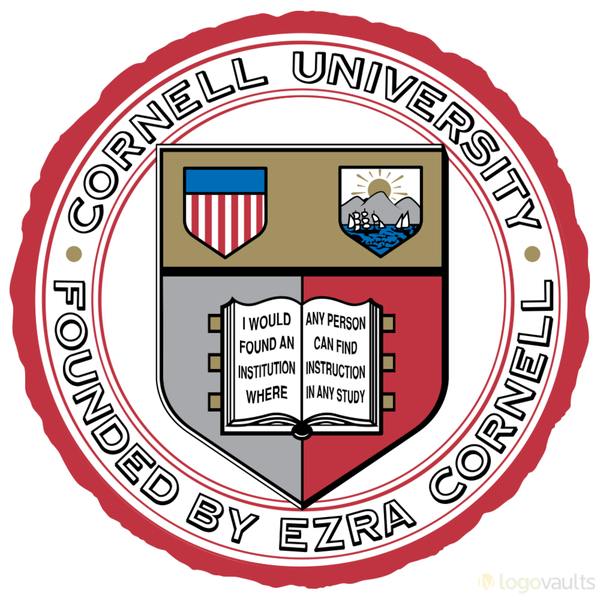 CORNELL UNIVERSITY
I WOULD
FOUND AN
INSTITUTION
WHERE
ANY PERSON
CAN FIND
INSTRUCTION
IN ANY STUDY
FOUNDED BY EZRA CORNELL
logovaults